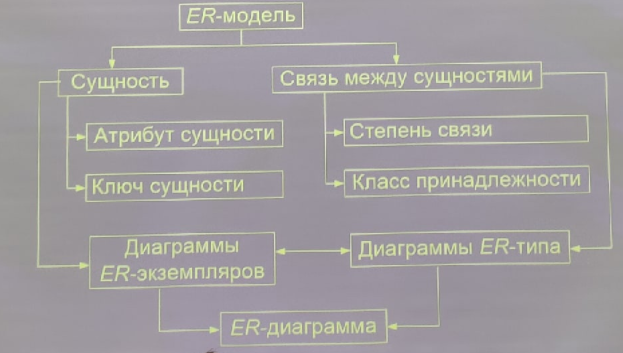 ER-модель
Сущность
Связь между сущностями
Атрибут сущности
Степень связи
Ключ сущности
Класс принадлежности
Диаграммы
ER-экземпляров
Диаграммы ER-типа
ER-диаграмма